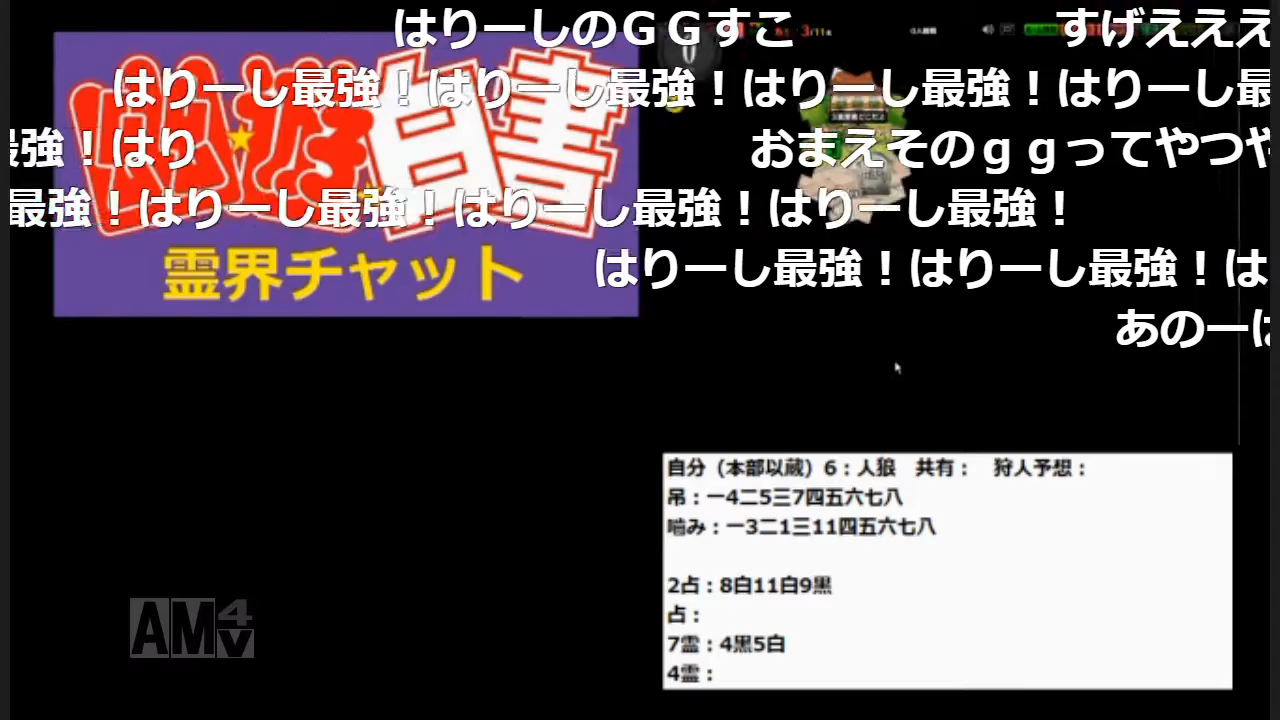 はりーしのＧＧすこ
すげえええ
はりーし最強！はりーし最強！はりーし最強！はりーし最
最強！はり
おまえそのｇｇってやつや
最強！はりーし最強！はりーし最強！はりーし最強！
はりーし最強！はりーし最強！は
あのーは
幽遊白書
霊界チャット
自分（本部以蔵）6：人狼　共有：　狩人予想：
吊：一4二5三7四五六七八
噛み：一3二1三11四五六七八
2占：8白11白9黒
占：
7霊：4黒5白
4霊：
AM4V